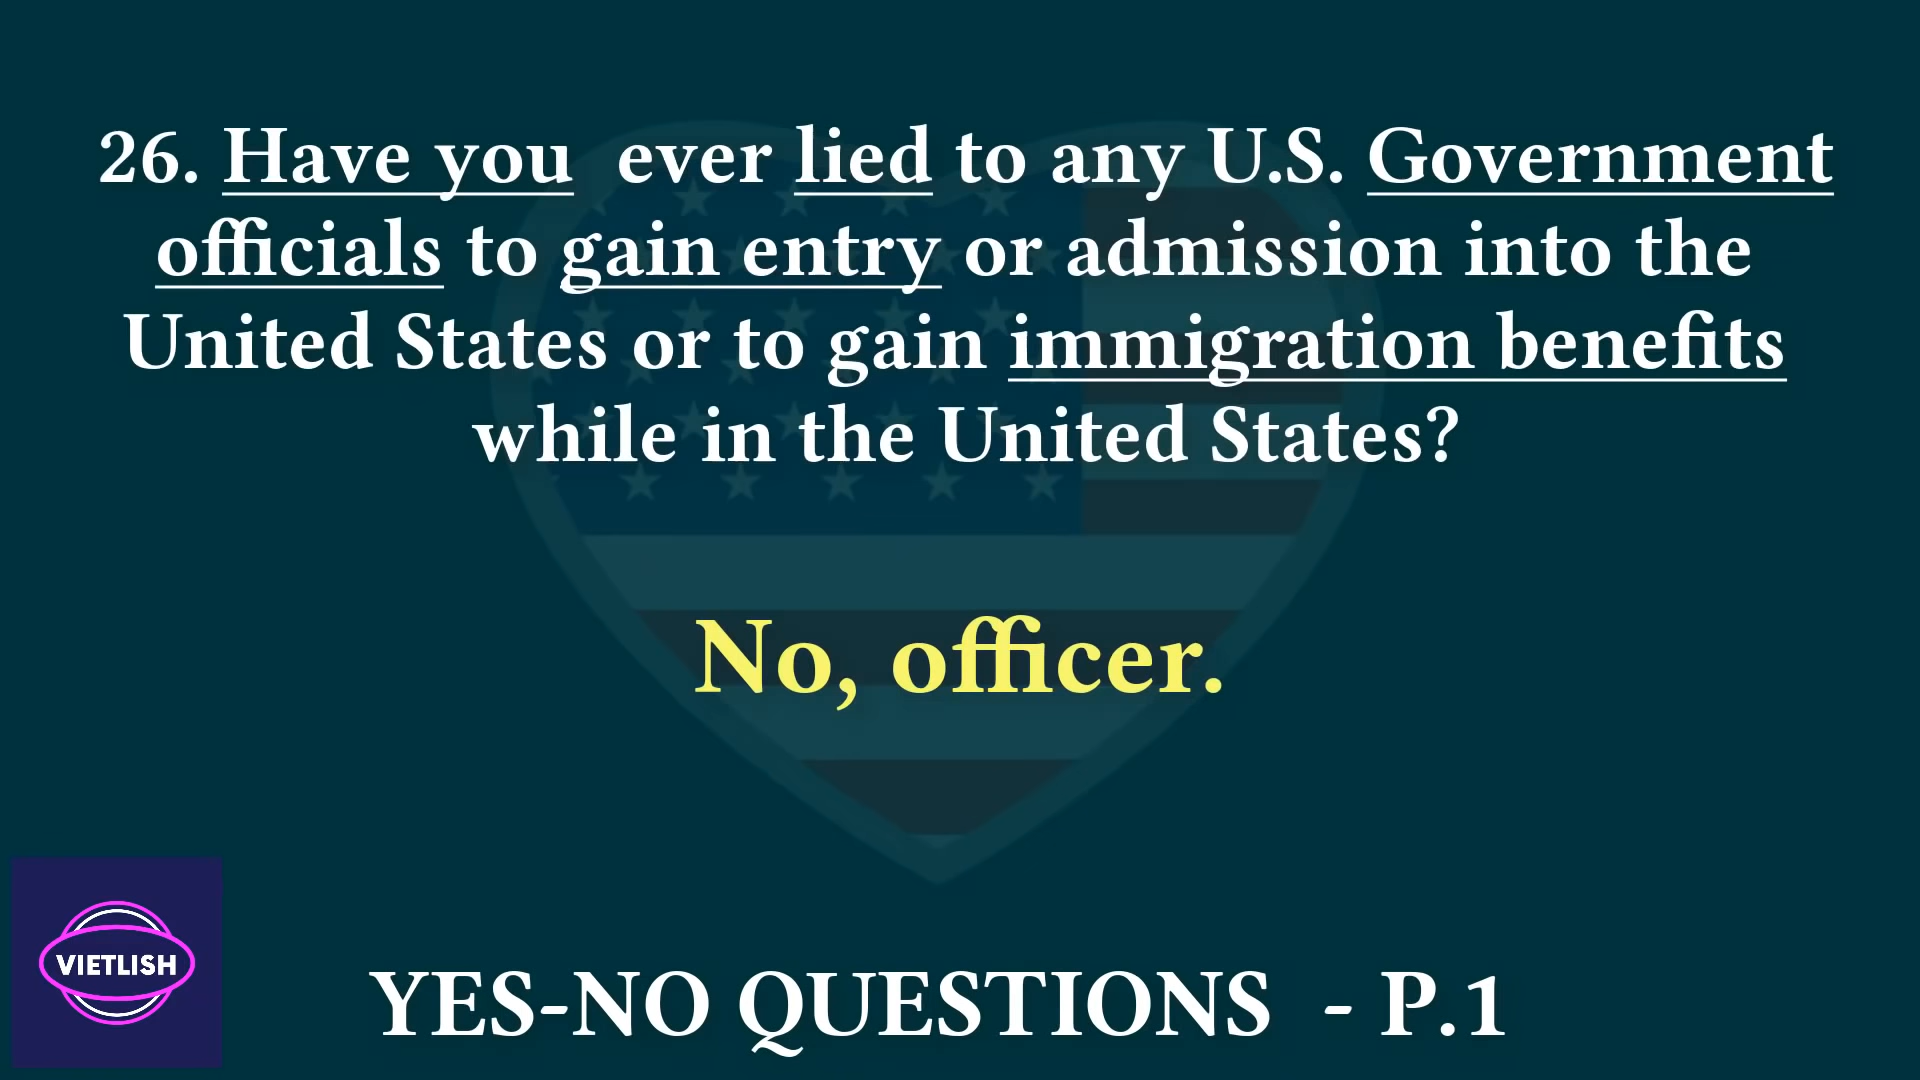 26. Have you ever lied to any U.S. Government
officials to gain entry or admission into the
United States or to gain immigration benefits
while in the United States?
No, officer.
VIETLISH
YES-NO QUESTIONS - P.1